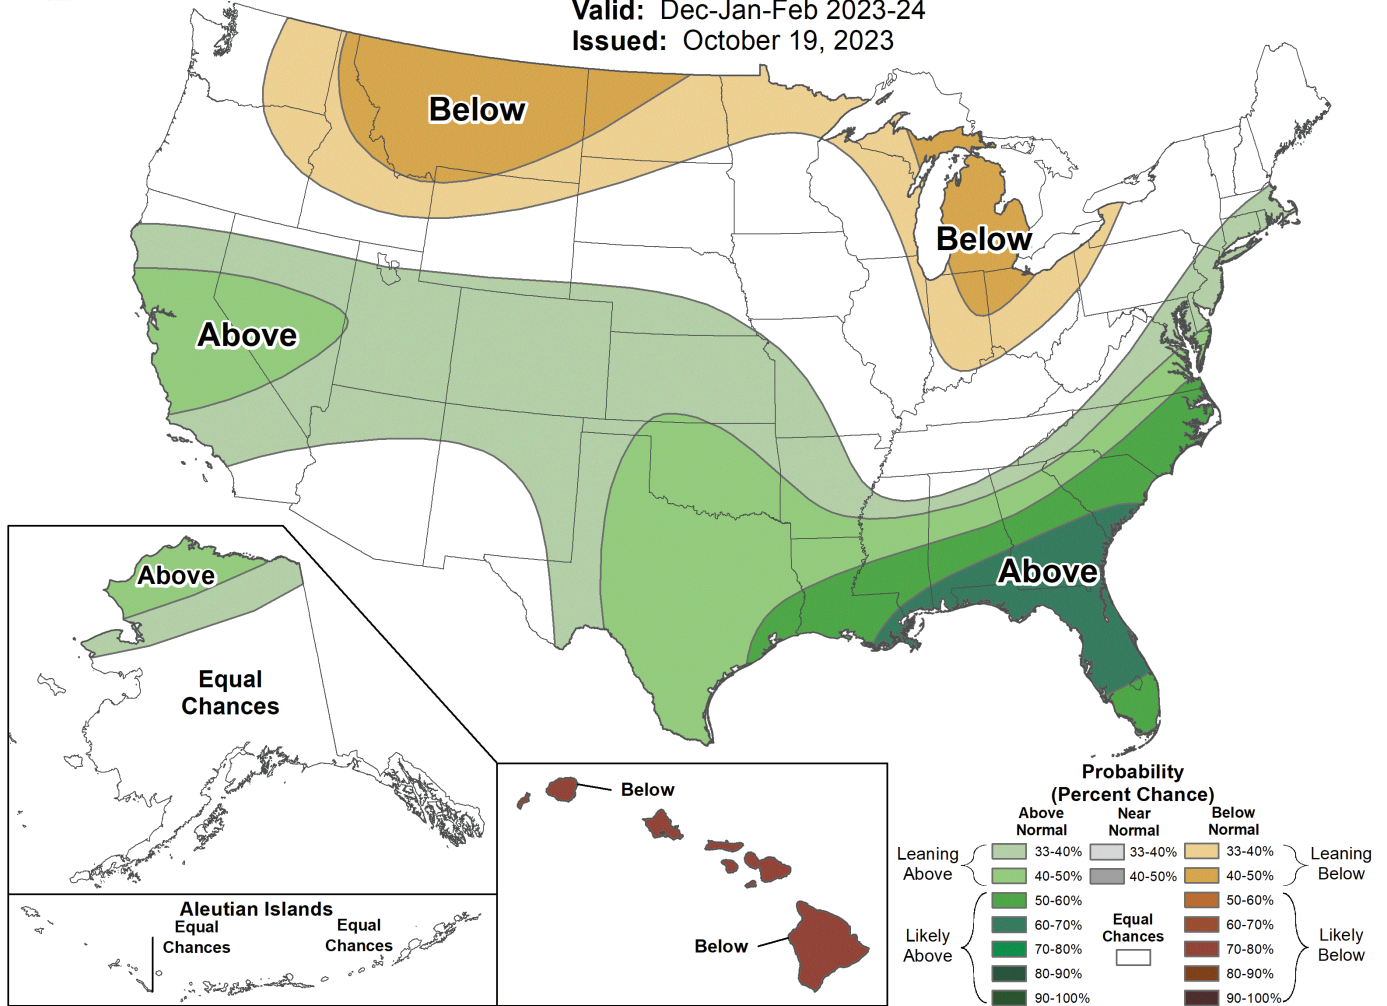 Valid: Dec-Jan-Feb 2023-24
Issued: October 19, 2023
Below
Below
Above
Above
Above
Equal
Chances
Aleutian Islands
Equal
Chances
Equal
Chances
Below
Below
Probability
(Percent Chance)
Above
Normal
Near
Normal
Below
Normal
Leaning
Above
33-40%
33-40%
33-40%
40-50%
40-50%
40-50%
Leaning
Below
Likely
Above
50-60%
60-70%
70-80%
80-90%
90-100%
Equal
Chances
50-60%
60-70%
70-80%
80-90%
90-100%
Likely
Below